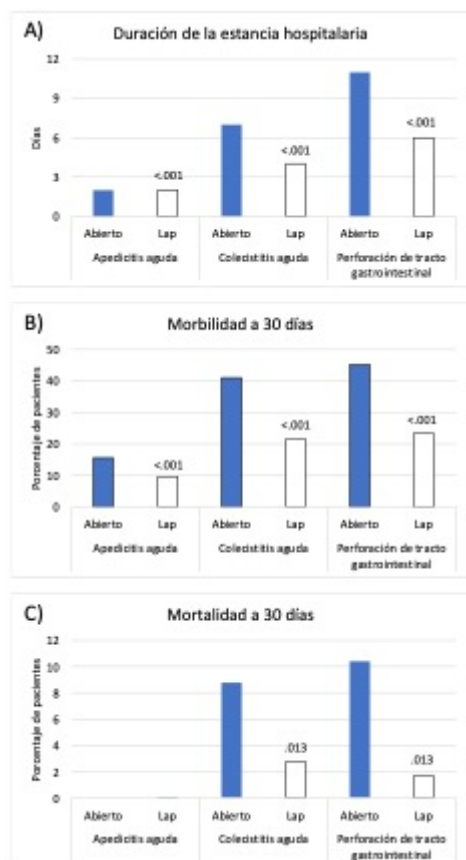 A)
Duración de la estancia hospitalaria
Días
12
9
6
3
0
<.001
<.001
<.001
Abierto Lap Abierto Lap Abierto Lap
Apedicitis aguda Colecistitis aguda Perforación de tracto
gastrointestinal
B)
Morbilidad a 30 días
Porcentaje de pacientes
50
40
30
20
10
0
<.001
<.001
<.001
Abierto Lap Abierto Lap Abierto Lap
Apedicitis aguda Colecistitis aguda Perforación de tracto
gastrointestinal
C)
Mortalidad a 30 días
Porcentaje de pacientes
12
10
8
6
4
2
0
.013
.013
Abierto Lap Abierto Lap Abierto Lap
Apedicitis aguda Colecistitis aguda Perforación de tracto
gastrointestinal